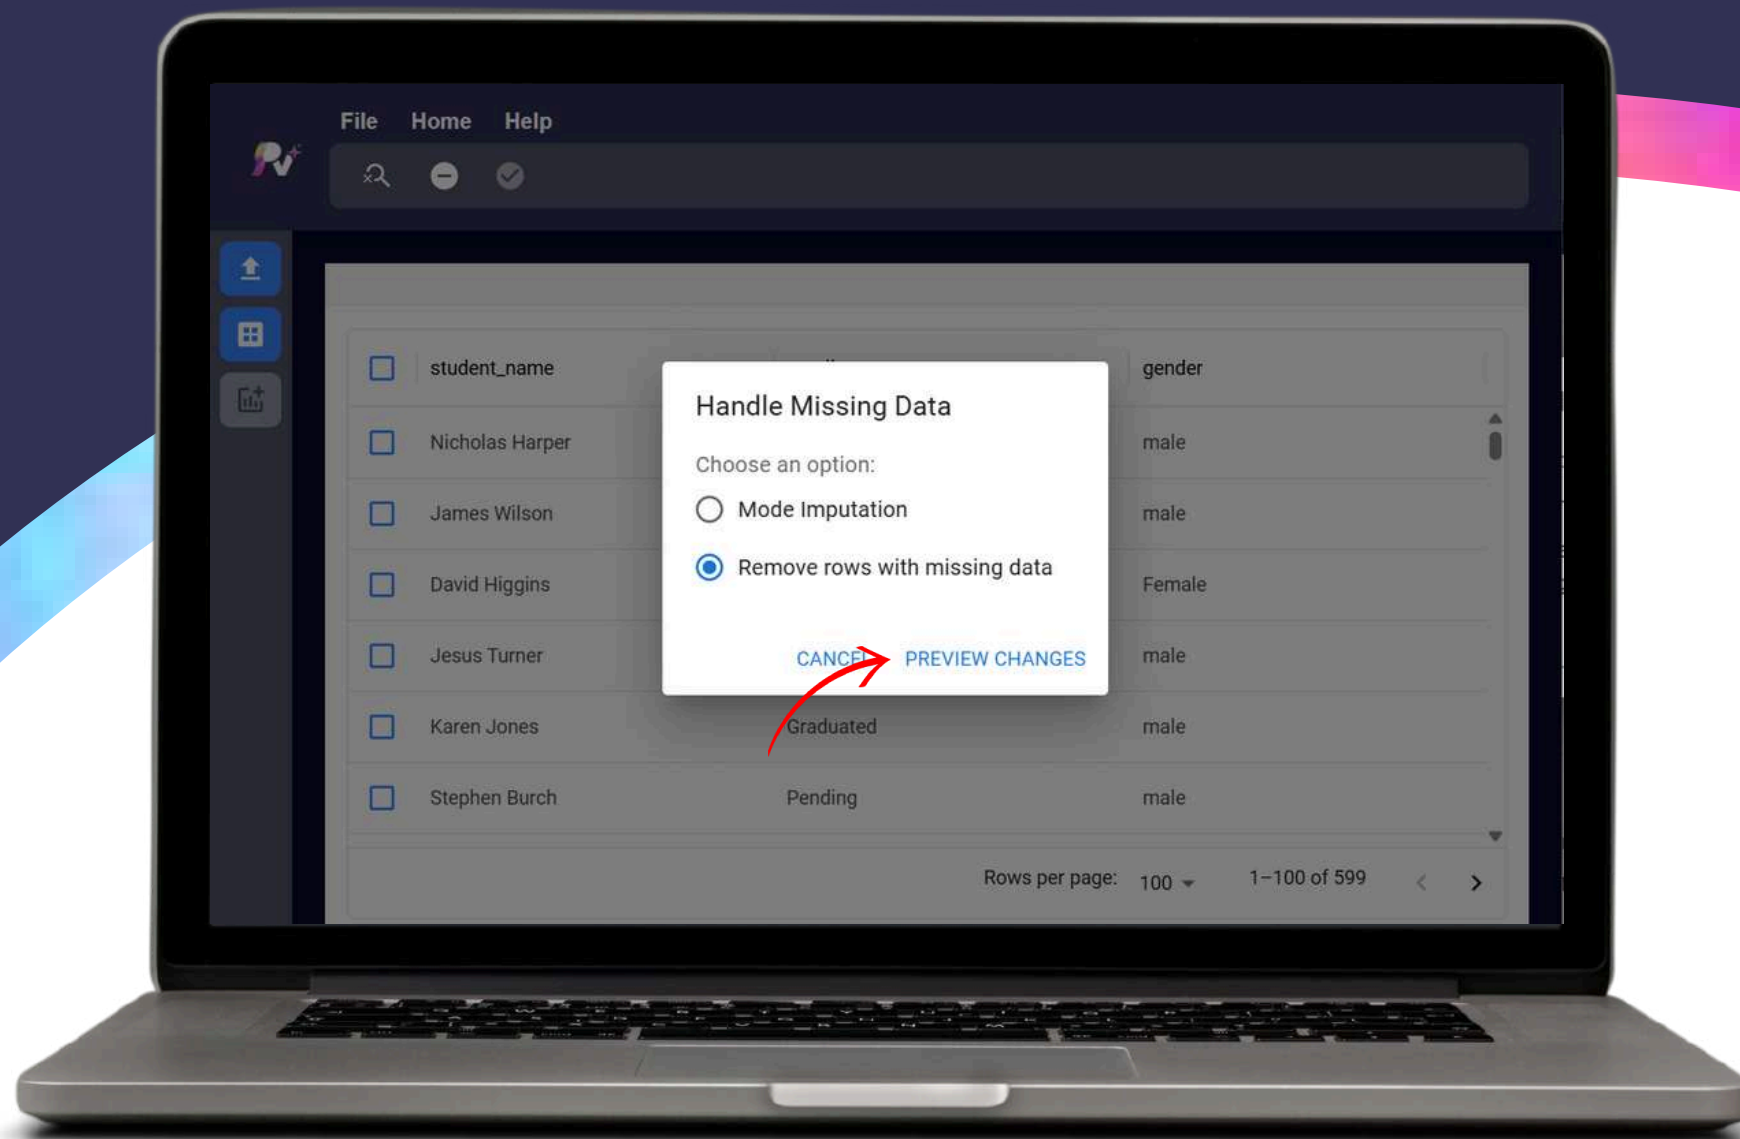 File Home Help
student_name gender
Nicholas Harper male
James Wilson male
David Higgins Female
Jesus Turner male
Karen Jones Graduated male
Stephen Burch Pending male
Handle Missing Data
Choose an option:
Mode Imputation
Remove rows with missing data
CANCEL PREVIEW CHANGES
Rows per page: 100 1–100 of 599